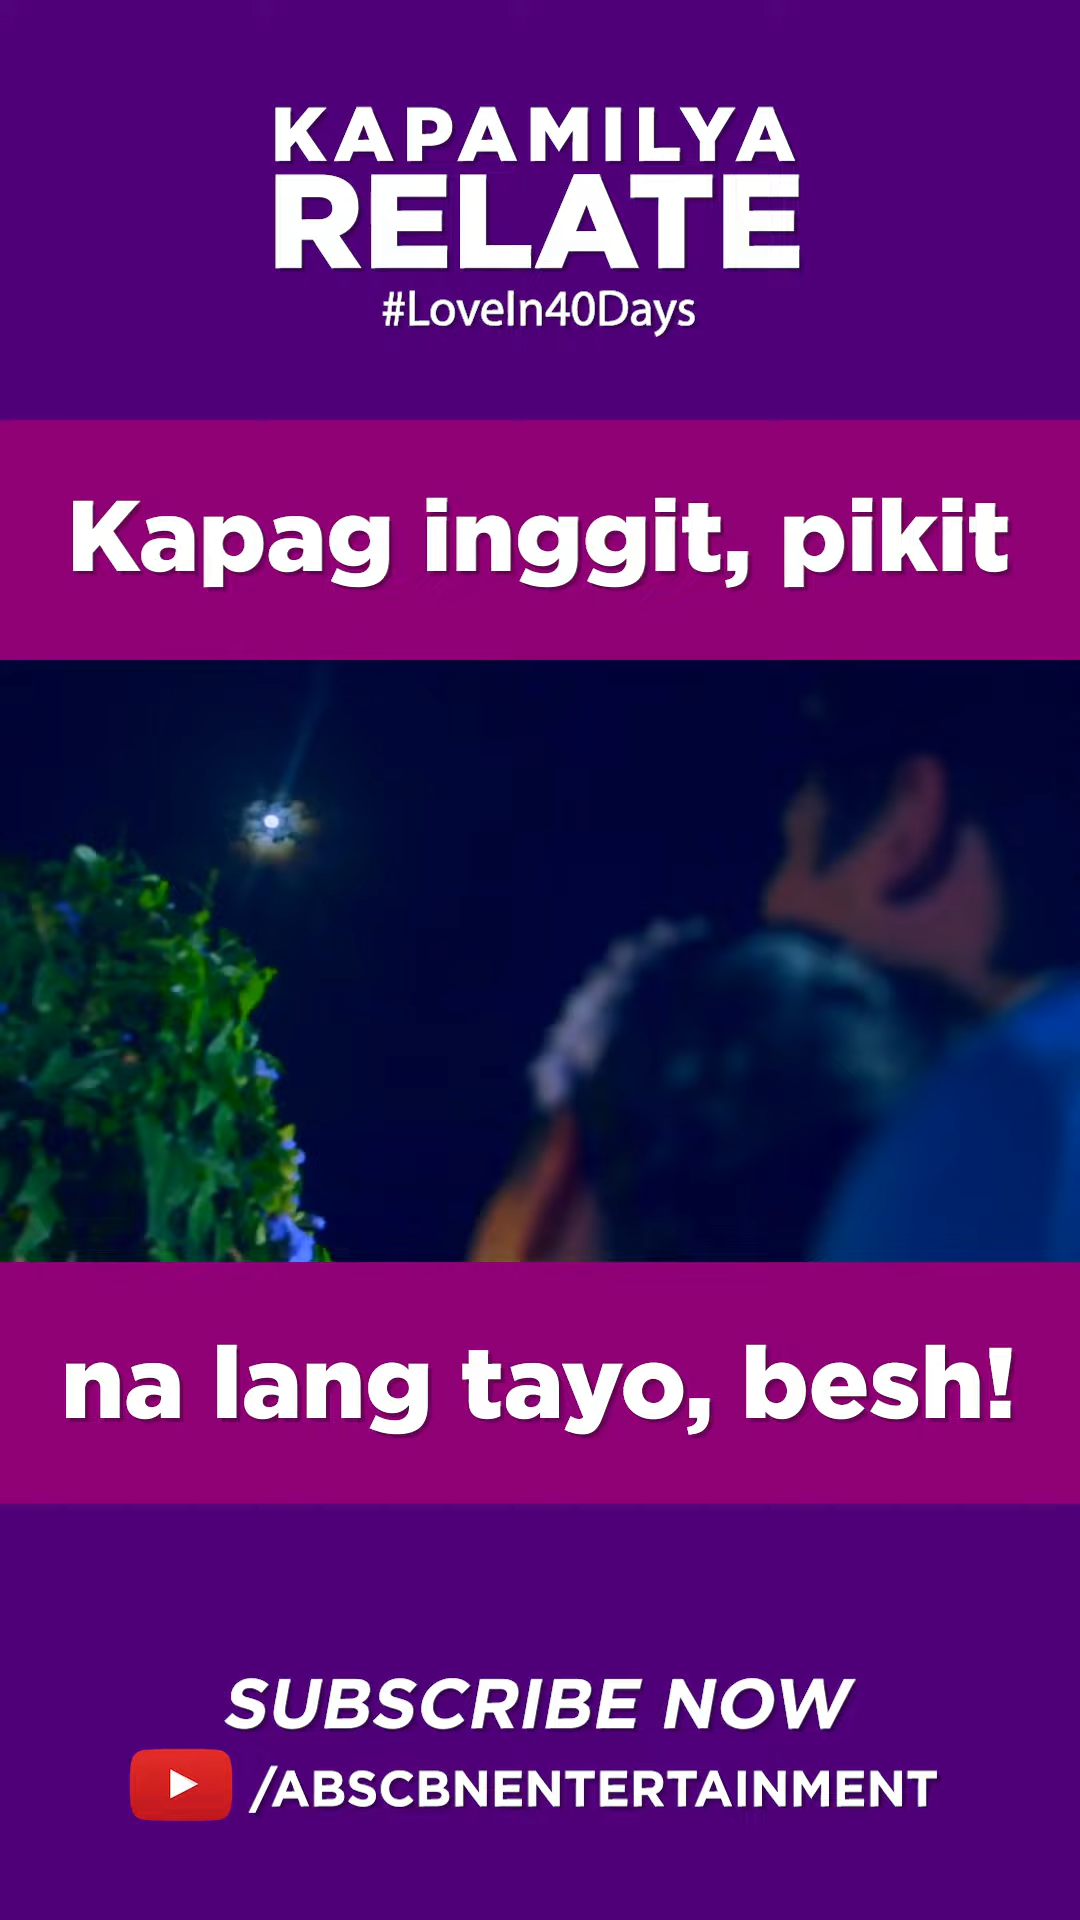 KAPAMILYA
RELATE
#LoveIn40Days
Kapag inggit, pikit
na lang tayo, besh!
SUBSCRIBE NOW
/ABSCBNENTERTAINMENT